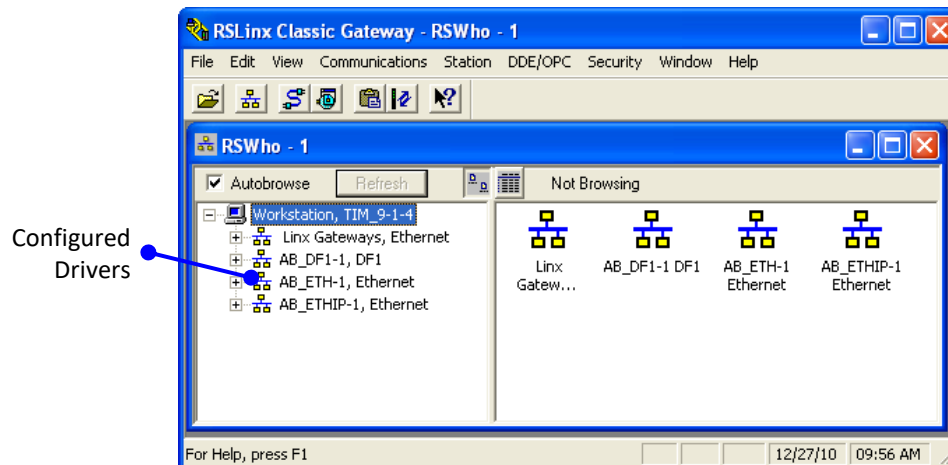 RSLinx Classic Gateway - RSWho - 1
File Edit View Communications Station DDE/OPC Security Window Help
RSWho - 1
Autobrowse Refresh Not Browsing
Workstation, TIM_9-1-4
Linx Gateways, Ethernet
AB_DF1-1, DF1
AB_ETH-1, Ethernet
AB_ETHIP-1, Ethernet
Linx
Gatew...
AB_DF1-1 DF1
AB_ETH-1
Ethernet
AB_ETHIP-1
Ethernet
Configured
Drivers
For Help, press F1
12/27/10 09:56 AM